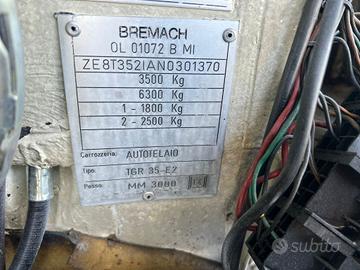 BREMACH
OL 01072 B MI
ZE8T352IAN0301370
3500 Kg
6300 Kg
1 - 1800 Kg
2 - 2500 Kg
Carrozzeria: AUTOTELAIO
Tipo: TGR 35-E2
Passo: MM 3000
subito